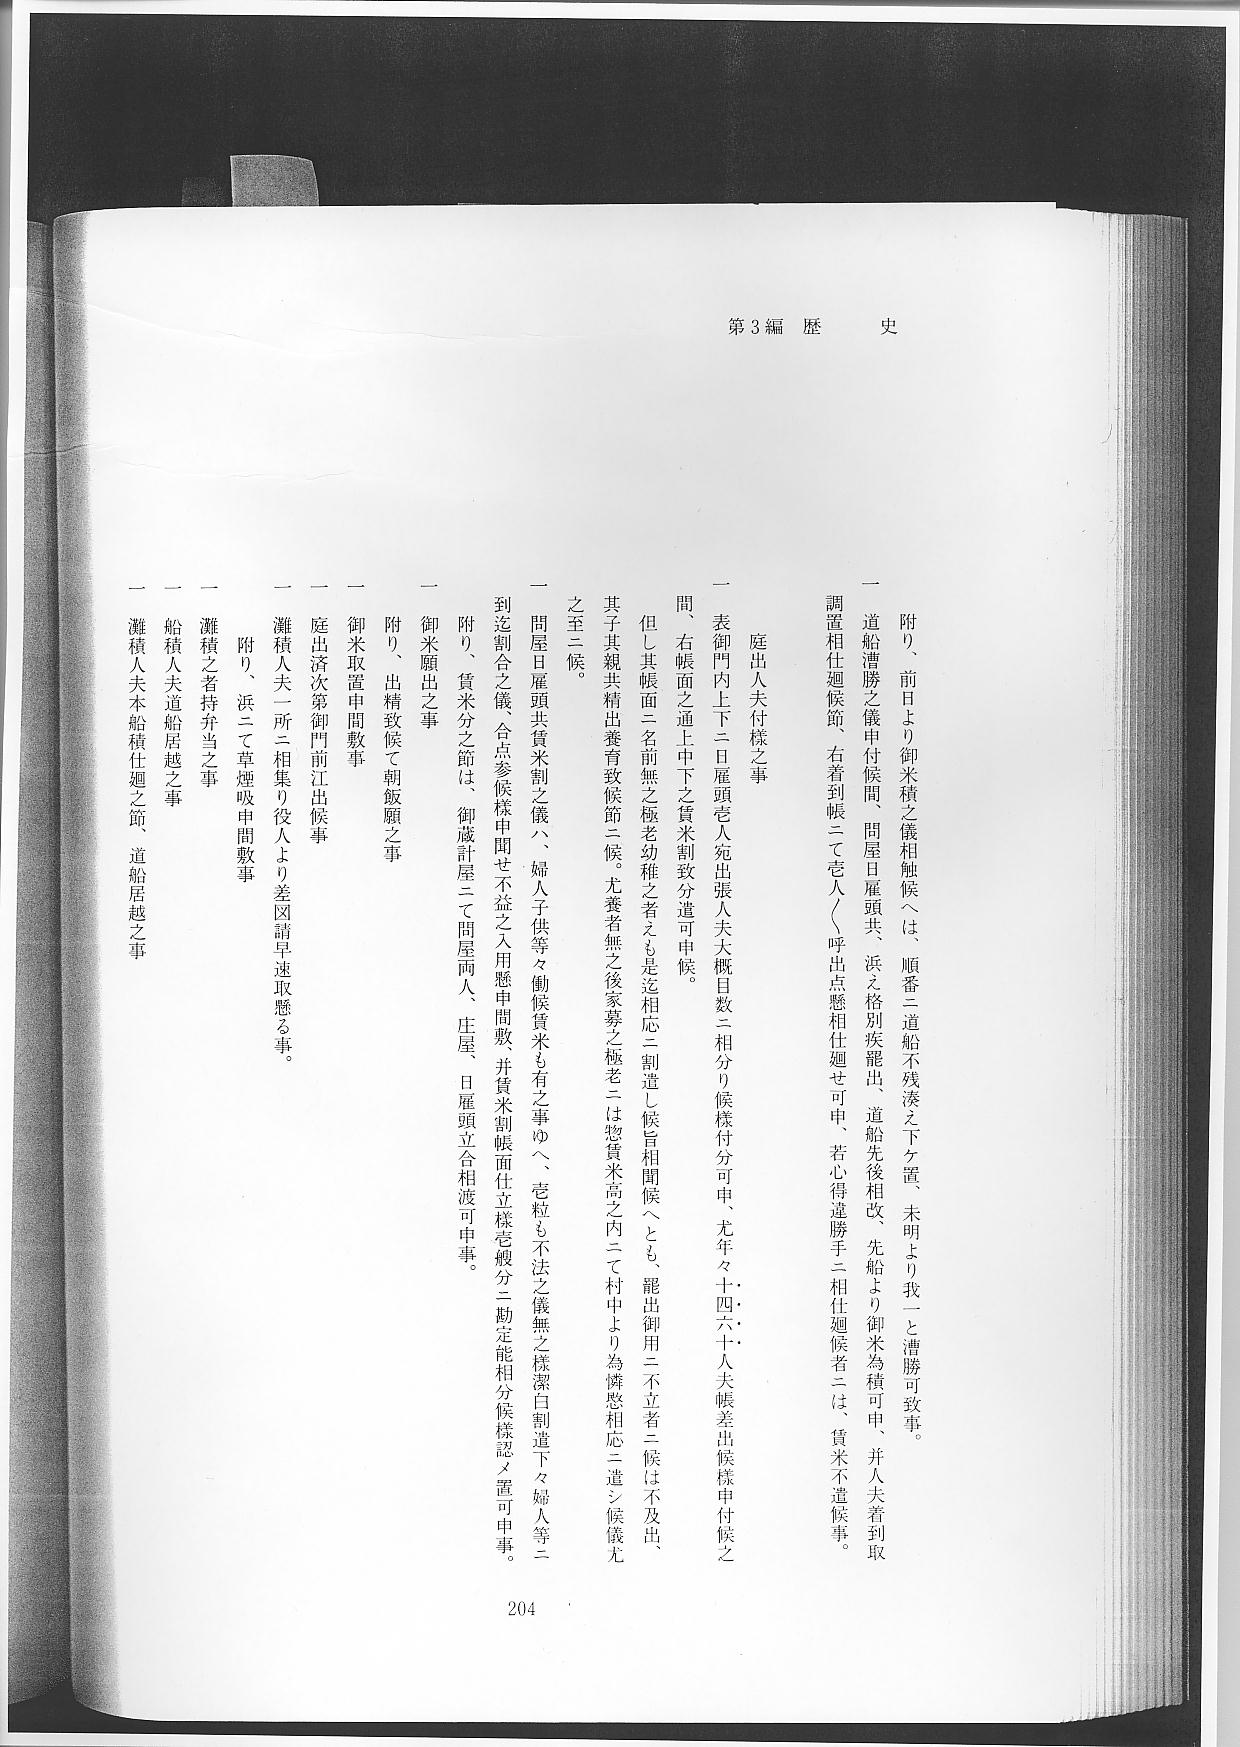 第3編　歴　　史
附り、前日より御米積之儀相触候へは、順番ニ道船不残湊え下ケ置、未明より我一と漕勝可致事。
一　道船漕勝之儀申付候間、問屋日雇頭共、浜え格別疾罷出、道船先後相改、先船より御米為積可申、并人夫着到取
調置相仕廻候節、右着到帳ニて壱人〳〵呼出点懸相仕廻せ可申、若心得違勝手ニ相仕廻候者ニは、賃米不遣候事。
庭出人夫付様之事
一　表御門内上下ニ日雇頭壱人宛出張人夫大概目数ニ相分り候様付分可申、尤年々十四六十人夫帳差出候様申付候之
間、右帳面之通上中下之賃米割致分遣可申候。
但し其帳面ニ名前無之極老幼稚之者えも是迄相応ニ割遣し候旨相聞候へとも、罷出御用ニ不立者ニ候は不及出、
其子其親共精出養育致候節ニ候。尤養者無之後家募之極老ニは惣賃米高之内ニて村中より為憐愍相応ニ遣シ候儀尤
之至ニ候。
一　問屋日雇頭共賃米割之儀ハ、婦人子供等々働候賃米も有之事ゆへ、壱粒も不法之儀無之様潔白割遣下々婦人等ニ
到迄割合之儀、合点参候様申聞せ不益之入用懸申間敷、并賃米割帳面仕立様壱艘分ニ勘定能相分候様認メ置可申事。
附り、賃米分之節は、御蔵計屋ニて問屋両人、庄屋、日雇頭立合相渡可申事。
一　御米願出之事
附り、出精致候て朝飯願之事
一　御米取置申間敷事
一　庭出済次第御門前江出候事
一　灘積人夫一所ニ相集り役人より差図請早速取懸る事。
附り、浜ニて草煙吸申間敷事
一　灘積之者持弁当之事
一　船積人夫道船居越之事
一　灘積人夫本船積仕廻之節、道船居越之事
204